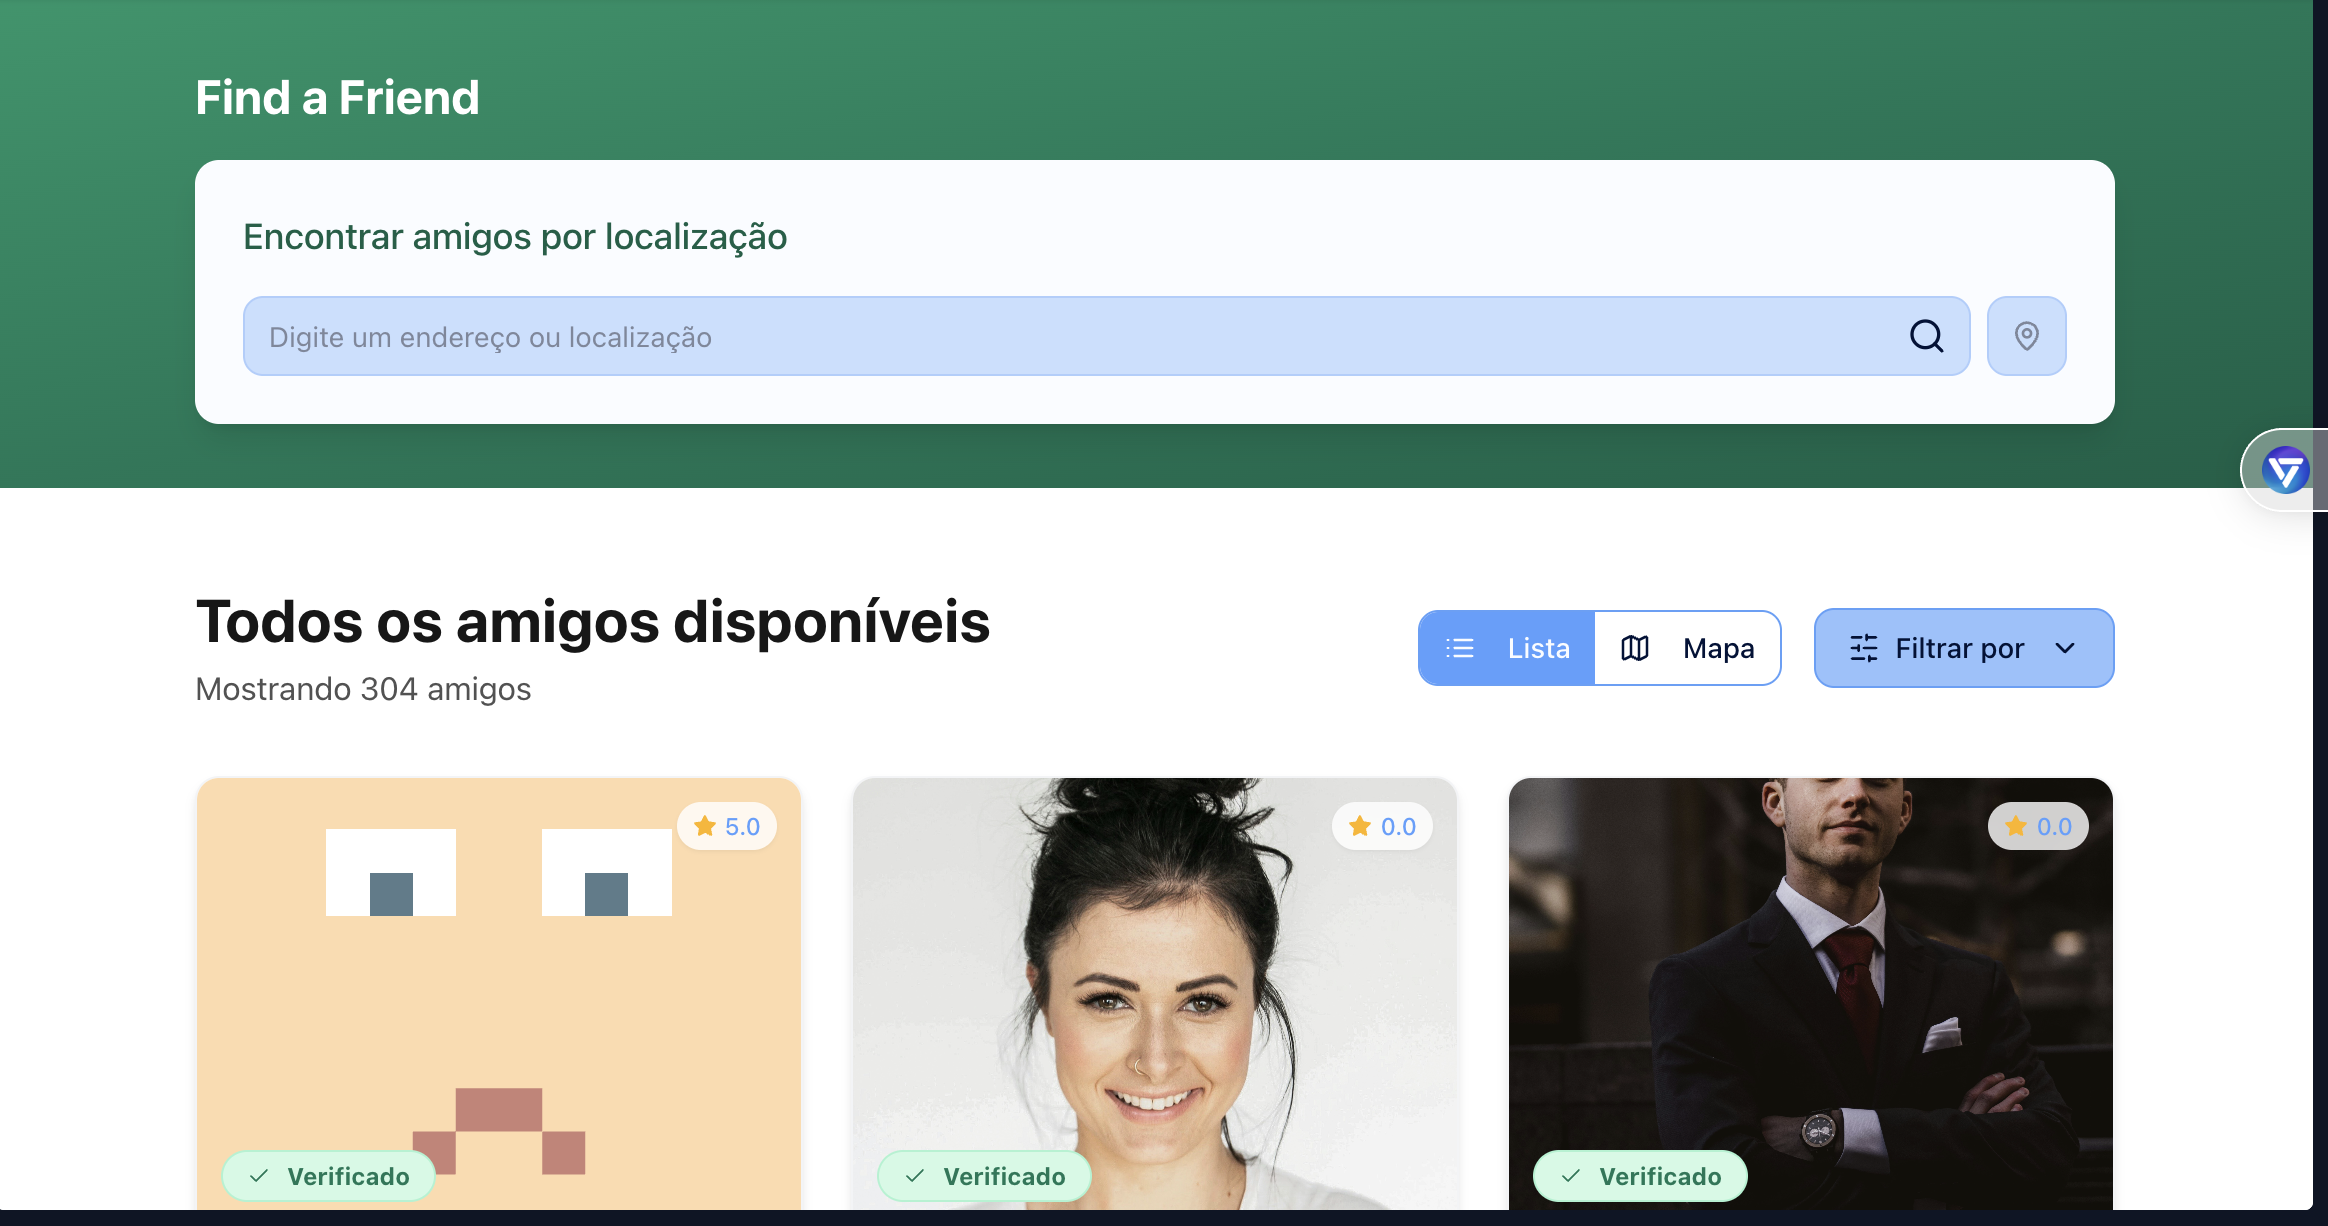 Find a Friend
Encontrar amigos por localização
Digite um endereço ou localização
Todos os amigos disponíveis
Mostrando 304 amigos
Lista
Mapa
Filtrar por
5.0
0.0
0.0
Verificado
Verificado
Verificado